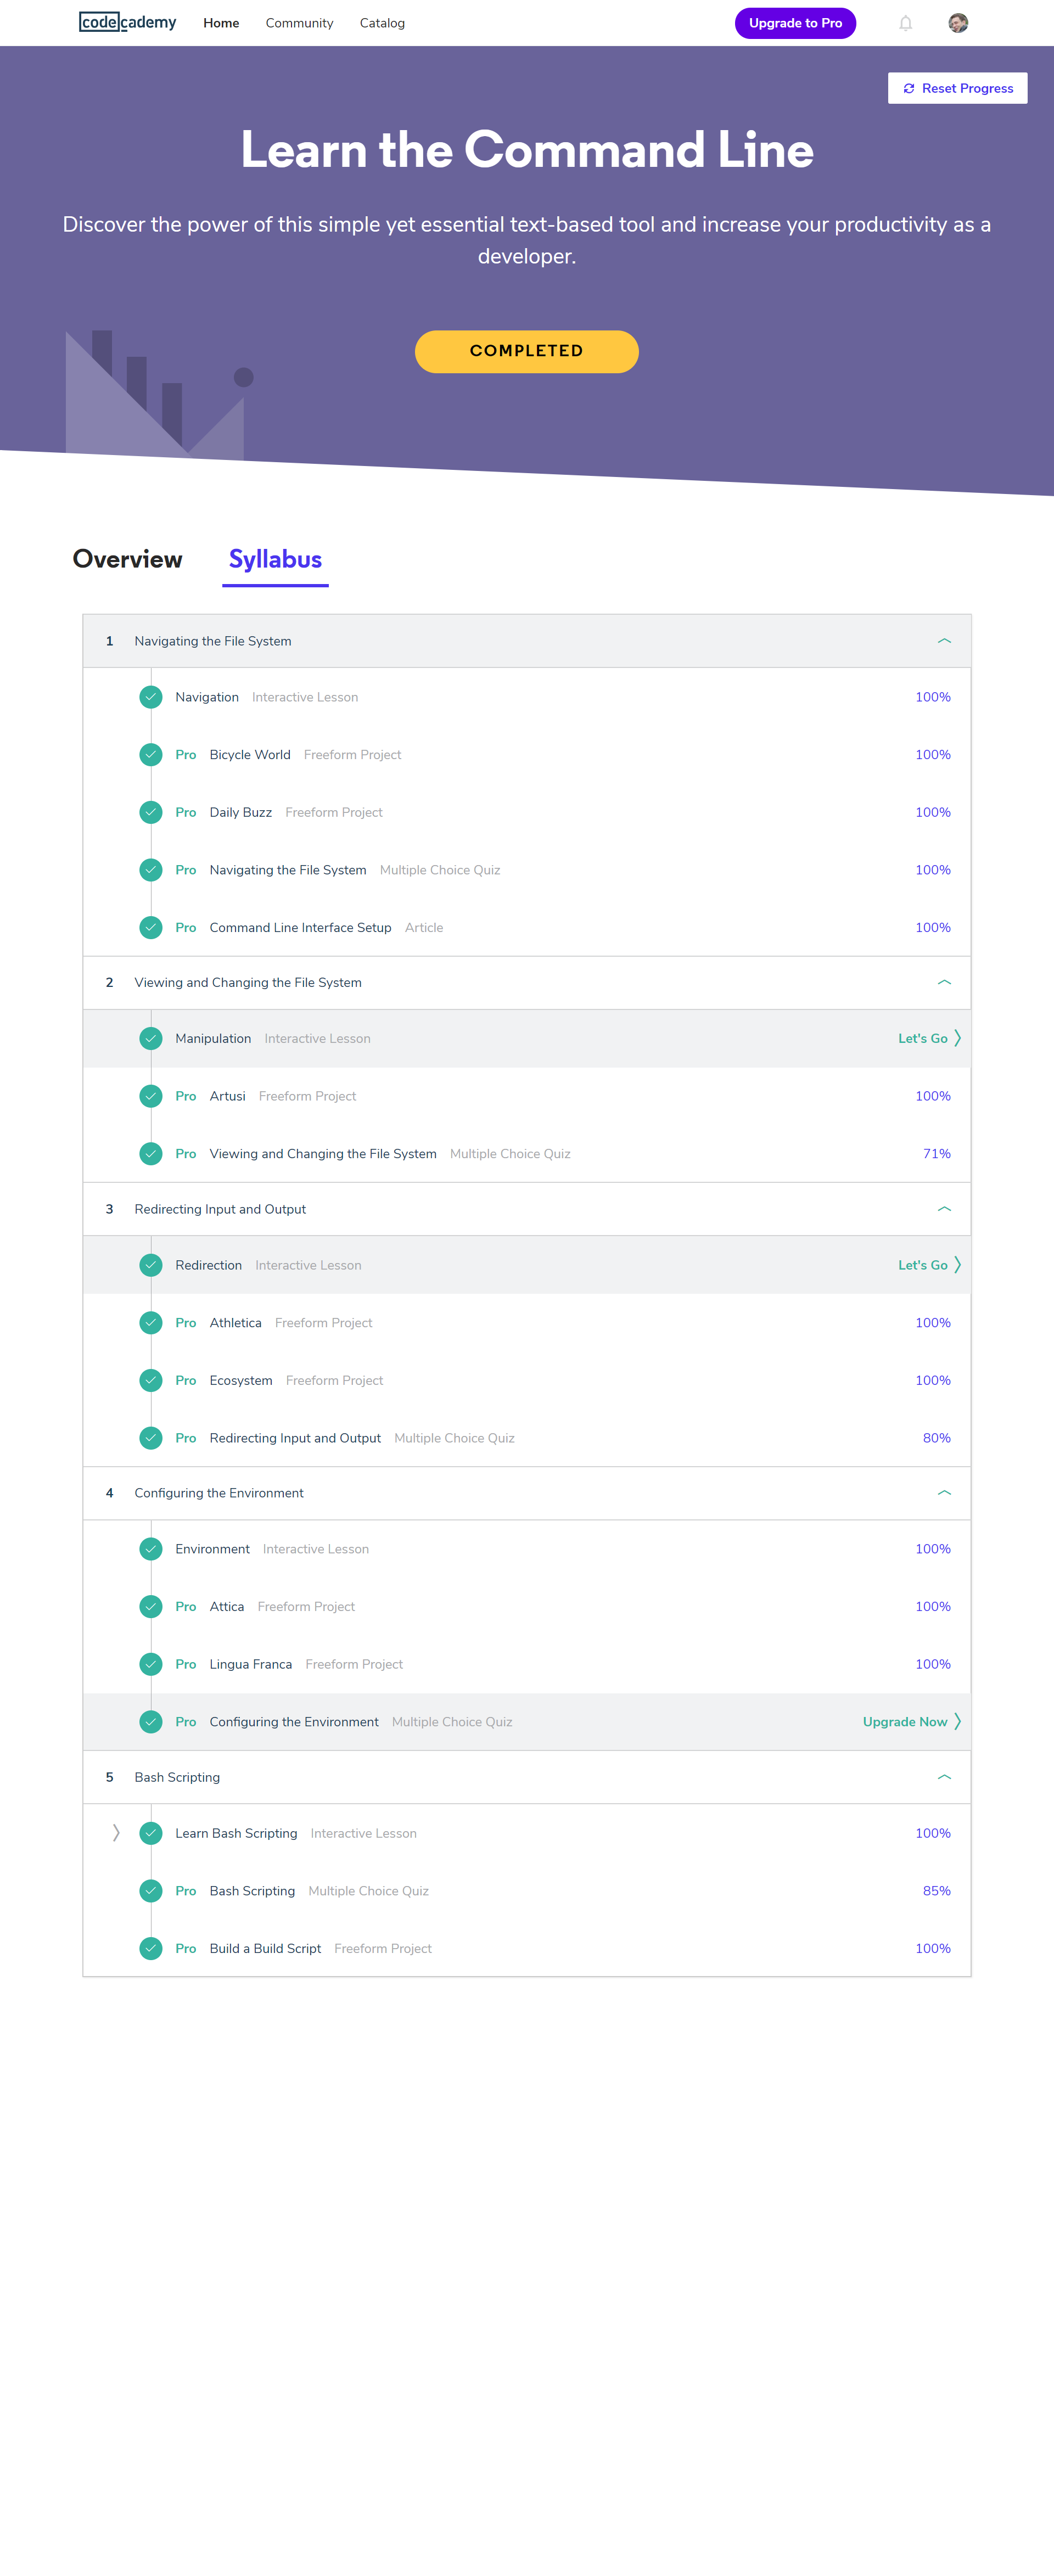 codecademy Home Community Catalog Upgrade to Pro
Reset Progress
Learn the Command Line
Discover the power of this simple yet essential text-based tool and increase your productivity as a
developer.
COMPLETED
Overview Syllabus
1 Navigating the File System
Navigation Interactive Lesson 100%
Pro Bicycle World Freeform Project 100%
Pro Daily Buzz Freeform Project 100%
Pro Navigating the File System Multiple Choice Quiz 100%
Pro Command Line Interface Setup Article 100%
2 Viewing and Changing the File System
Manipulation Interactive Lesson Let's Go
Pro Artusi Freeform Project 100%
Pro Viewing and Changing the File System Multiple Choice Quiz 71%
3 Redirecting Input and Output
Redirection Interactive Lesson Let's Go
Pro Athletica Freeform Project 100%
Pro Ecosystem Freeform Project 100%
Pro Redirecting Input and Output Multiple Choice Quiz 80%
4 Configuring the Environment
Environment Interactive Lesson 100%
Pro Attica Freeform Project 100%
Pro Lingua Franca Freeform Project 100%
Pro Configuring the Environment Multiple Choice Quiz Upgrade Now
5 Bash Scripting
Learn Bash Scripting Interactive Lesson 100%
Pro Bash Scripting Multiple Choice Quiz 85%
Pro Build a Build Script Freeform Project 100%